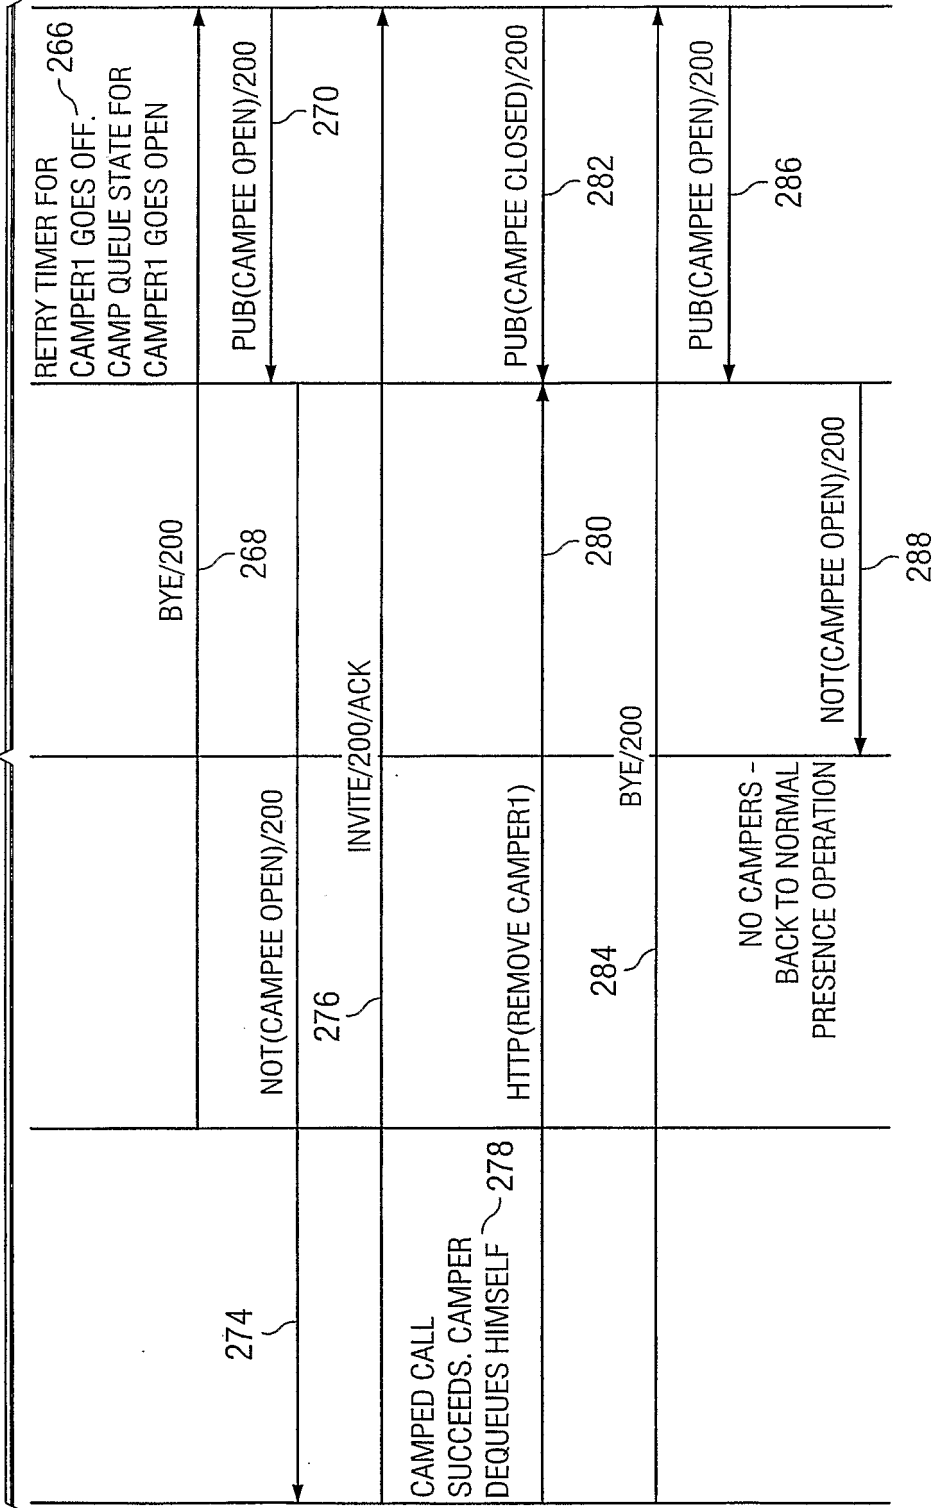 RETRY TIMER FOR
CAMPER1 GOES OFF.
266
CAMP QUEUE STATE FOR
CAMPER1 GOES OPEN
BYE/200
268
PUB(CAMPEE OPEN)/200
270
NOT(CAMPEE OPEN)/200
274
INVITE/200/ACK
276
CAMPED CALL
SUCCEEDS. CAMPER
DEQUEUES HIMSELF
278
HTTP(REMOVE CAMPER1)
280
PUB(CAMPEE CLOSED)/200
282
BYE/200
284
PUB(CAMPEE OPEN)/200
286
NO CAMPERS -
BACK TO NORMAL
PRESENCE OPERATION
NOT(CAMPEE OPEN)/200
288